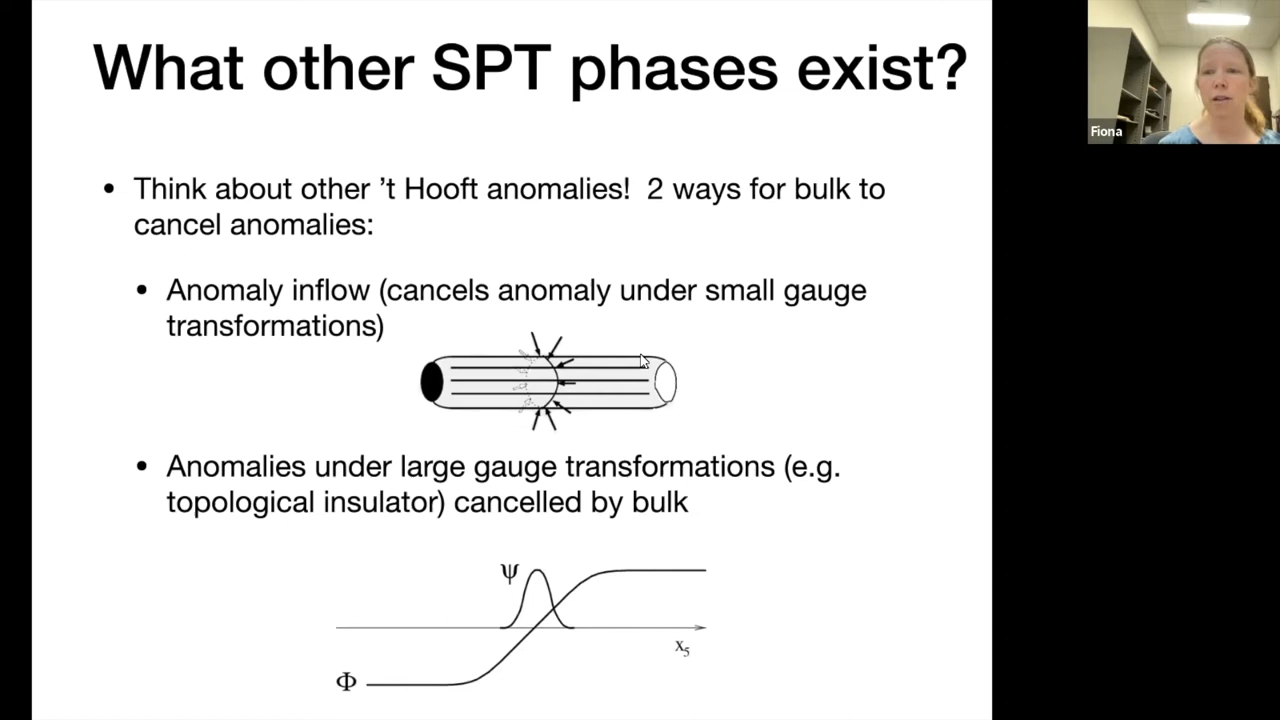 What other SPT phases exist?
Fiona
• Think about other ’t Hooft anomalies!  2 ways for bulk to
cancel anomalies:
• Anomaly inflow (cancels anomaly under small gauge
transformations)
• Anomalies under large gauge transformations (e.g.
topological insulator) cancelled by bulk
ψ
x₅
Φ